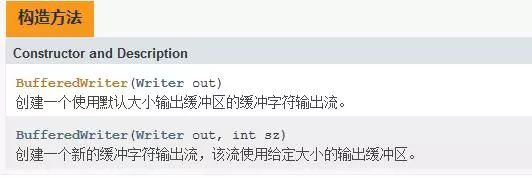 构造方法
Constructor and Description
BufferedWriter(Writer out)
创建一个使用默认大小输出缓冲区的缓冲字符输出流。
BufferedWriter(Writer out, int sz)
创建一个新的缓冲字符输出流，该流使用给定大小的输出缓冲区。